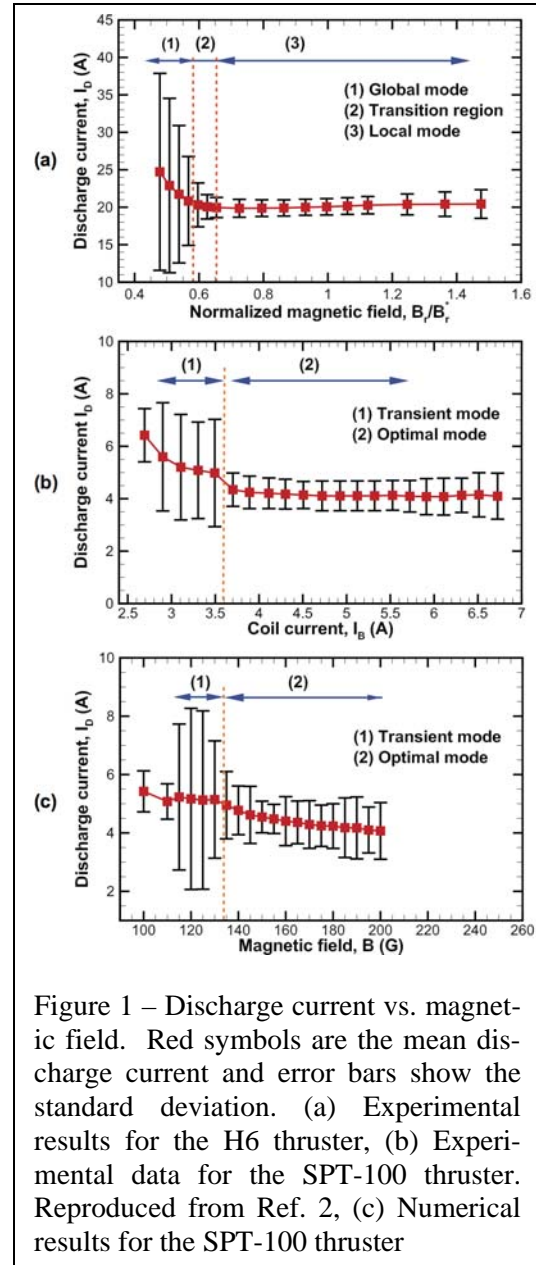 (1) (2) (3)
45
40
35
30
25
20
15
10
Discharge current, I_D (A)
(1) Global mode
(2) Transition region
(3) Local mode
(a)
0.4 0.6 0.8 1 1.2 1.4 1.6
Normalized magnetic field, B_r/B_r^*
10
8
6
4
2
0
Discharge current I_D (A)
(1) (2)
(1) Transient mode
(2) Optimal mode
(b)
2.5 3 3.5 4 4.5 5 5.5 6 6.5 7
Coil current, I_B (A)
10
8
6
4
2
Discharge current, I_D (A)
(1) (2)
(1) Transient mode
(2) Optimal mode
(c)
100 120 140 160 180 200 220 240 260
Magnetic field, B (G)
Figure 1 – Discharge current vs. magnet-
ic field. Red symbols are the mean dis-
charge current and error bars show the
standard deviation. (a) Experimental
results for the H6 thruster, (b) Experi-
mental data for the SPT-100 thruster.
Reproduced from Ref. 2, (c) Numerical
results for the SPT-100 thruster